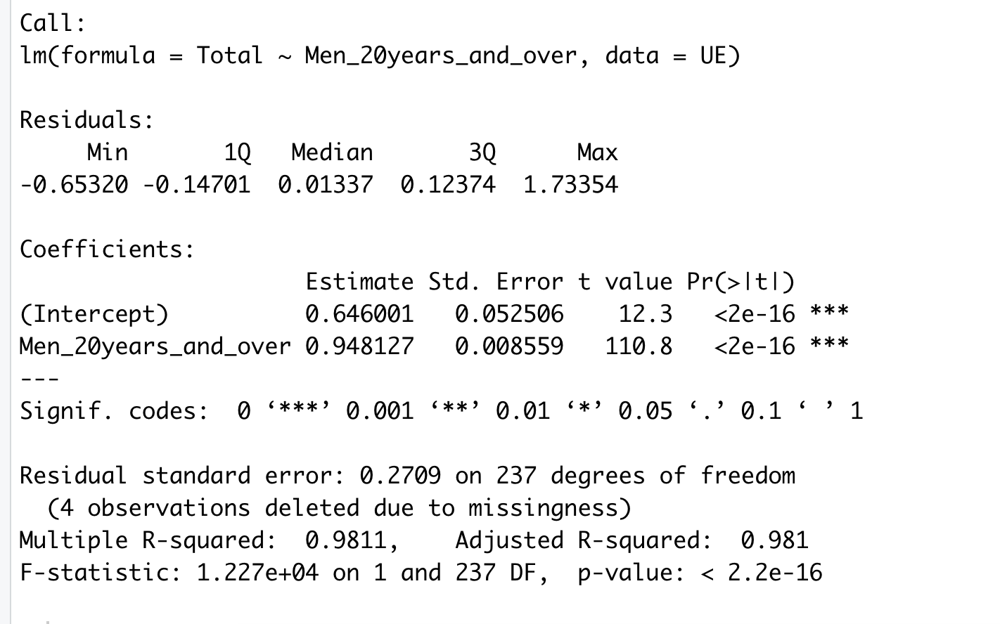 Call:
lm(formula = Total ~ Men_20years_and_over, data = UE)
Residuals:
     Min       1Q   Median       3Q      Max
-0.65320 -0.14701  0.01337  0.12374  1.73354
Coefficients:
                     Estimate Std. Error t value Pr(>|t|)
(Intercept)          0.646001   0.052506    12.3   <2e-16 ***
Men_20years_and_over 0.948127   0.008559   110.8   <2e-16 ***
---
Signif. codes:  0 ‘***’ 0.001 ‘**’ 0.01 ‘*’ 0.05 ‘.’ 0.1 ‘ ’ 1
Residual standard error: 0.2709 on 237 degrees of freedom
  (4 observations deleted due to missingness)
Multiple R-squared:  0.9811,    Adjusted R-squared:  0.981
F-statistic: 1.227e+04 on 1 and 237 DF,  p-value: < 2.2e-16